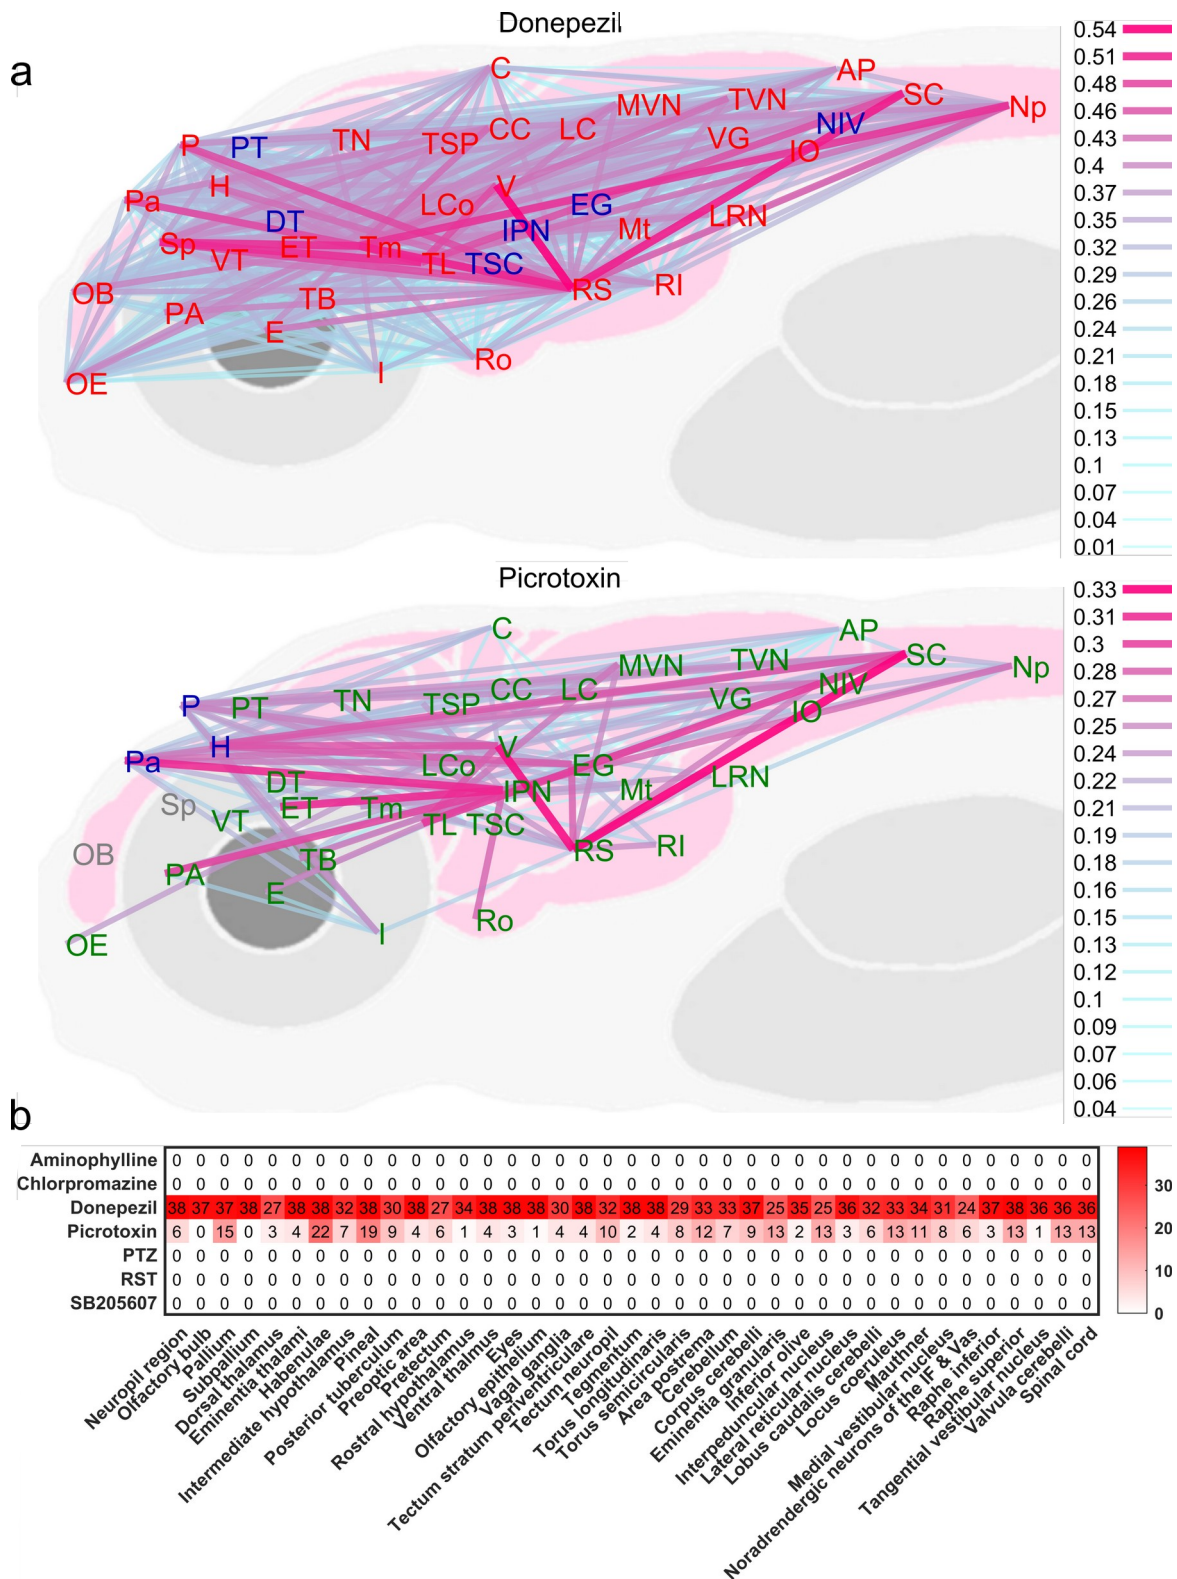 Donepezil
a
C
AP
SC
Np
MVN
TVN
NIV
P
PT
TN
TSP
CC
LC
VG
IO
Pa
H
V
LCo
EG
LRN
DT
IPN
Mt
Sp
VT
ET
Tm
TL
TSC
RS
RI
OB
PA
TB
E
OE
I
Ro
0.54
0.51
0.48
0.46
0.43
0.4
0.37
0.35
0.32
0.29
0.26
0.24
0.21
0.18
0.15
0.13
0.1
0.07
0.04
0.01
Picrotoxin
C
AP
SC
Np
MVN
TVN
NIV
P
PT
TN
TSP
CC
LC
VG
IO
Pa
H
V
LCo
EG
LRN
DT
IPN
Mt
Sp
VT
ET
Tm
TL
TSC
RS
RI
OB
PA
TB
E
OE
I
Ro
0.33
0.31
0.3
0.28
0.27
0.25
0.24
0.22
0.21
0.19
0.18
0.16
0.15
0.13
0.12
0.1
0.09
0.07
0.06
0.04
b
Aminophylline 0 0 0 0 0 0 0 0 0 0 0 0 0 0 0 0 0 0 0 0 0 0 0 0 0 0 0 0 0 0 0 0 0 0 0 0 0 0 0
Chlorpromazine 0 0 0 0 0 0 0 0 0 0 0 0 0 0 0 0 0 0 0 0 0 0 0 0 0 0 0 0 0 0 0 0 0 0 0 0 0 0 0
Donepezil 38 37 37 38 27 38 38 32 38 30 38 27 34 38 38 38 30 38 32 38 38 29 33 33 37 25 35 25 36 32 33 34 31 24 37 38 36 36 36
Picrotoxin 6 0 15 0 3 4 22 7 19 9 4 6 1 4 3 1 4 4 10 2 4 8 12 7 9 13 2 13 3 6 13 11 8 6 3 13 1 13 13
PTZ 0 0 0 0 0 0 0 0 0 0 0 0 0 0 0 0 0 0 0 0 0 0 0 0 0 0 0 0 0 0 0 0 0 0 0 0 0 0 0
RST 0 0 0 0 0 0 0 0 0 0 0 0 0 0 0 0 0 0 0 0 0 0 0 0 0 0 0 0 0 0 0 0 0 0 0 0 0 0 0
SB205607 0 0 0 0 0 0 0 0 0 0 0 0 0 0 0 0 0 0 0 0 0 0 0 0 0 0 0 0 0 0 0 0 0 0 0 0 0 0 0
30
20
10
0
Neuropil region
Olfactory bulb
Pallium
Subpallium
Dorsal thalamus
Eminentia thalami
Habenulae
Intermediate hypothalamus
Pineal
Posterior tuberculum
Preoptic area
Pretectum
Rostral hypothalamus
Ventral thalmus
Eyes
Olfactory epithelium
Vagal ganglia
Tectum stratum periventriculare
Tectum neuropil
Tegmentum
Torus longitudinaris
Torus semicircularis
Area postrema
Cerebellum
Corpus cerebelli
Eminentia granularis
Inferior olive
Interpeduncular nucleus
Lateral reticular nucleus
Lobus caudalis cerebelli
Locus coeruleus
Mauthner
Medial vestibular nucleus
Noradrendergic neurons of the IF & Vas
Raphe inferior
Raphe superior
Tangential vestibular nucleus
Valvula cerebelli
Spinal cord